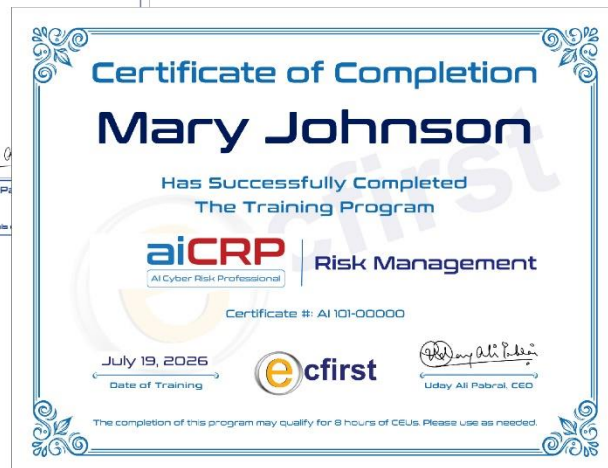 Certificate of Completion
Mary Johnson
Has Successfully Completed
The Training Program
aiCRP
AI Cyber Risk Professional
Risk Management
Certificate #: AI 101-00000
July 19, 2026
Date of Training
ecfirst
Uday Ali Pabrai, CEO
The completion of this program may qualify for 8 hours of CEUs. Please use as needed.